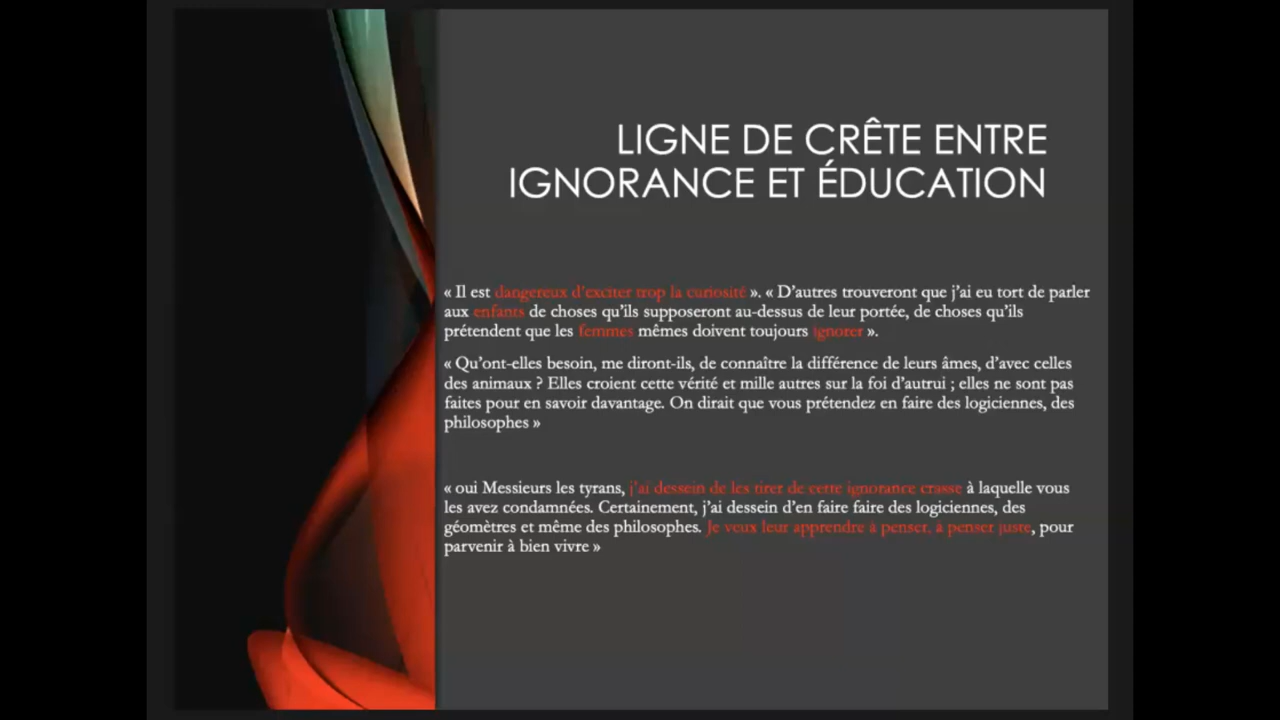 LIGNE DE CRÊTE ENTRE
IGNORANCE ET ÉDUCATION
« Il est dangereux d'exciter trop la curiosité ». « D'autres trouveront que j'ai eu tort de parler
aux enfants de choses qu'ils supposeront au-dessus de leur portée, de choses qu'ils
prétendent que les femmes mêmes doivent toujours ignorer ».
« Qu'ont-elles besoin, me diront-ils, de connaître la différence de leurs âmes, d'avec celles
des animaux ? Elles croient cette vérité et mille autres sur la foi d'autrui ; elles ne sont pas
faites pour en savoir davantage. On dirait que vous prétendez en faire des logiciennes, des
philosophes »
« oui Messieurs les tyrans, j'ai dessein de les tirer de cette ignorance crasse à laquelle vous
les avez condamnées. Certainement, j'ai dessein d'en faire faire des logiciennes, des
géomètres et même des philosophes. Je veux leur apprendre à penser, à penser juste, pour
parvenir à bien vivre »